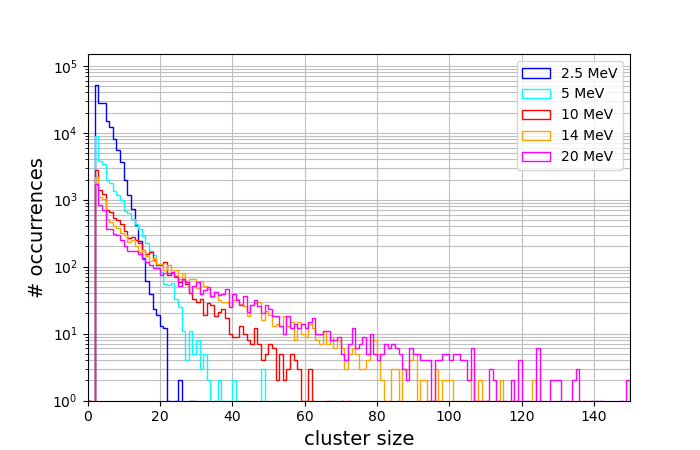 2.5 MeV
5 MeV
10 MeV
14 MeV
20 MeV
# occurrences
10^5
10^4
10^3
10^2
10^1
10^0
0 20 40 60 80 100 120 140
cluster size